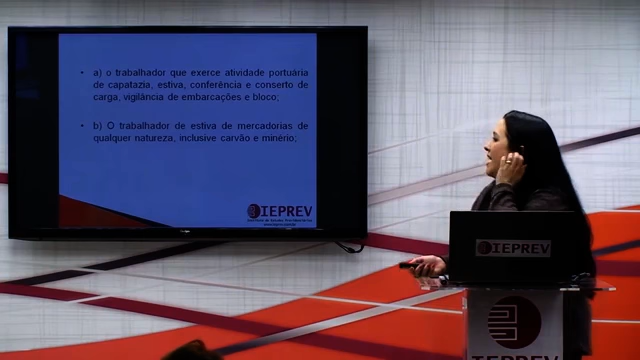 • a) o trabalhador que exerce atividade portuária
de capatazia, estiva, conferência e conserto de
carga, vigilância de embarcações e bloco;
• b) O trabalhador de estiva de mercadorias de
qualquer natureza, inclusive carvão e minério;
IEPREV
IEPREV
IEPREV